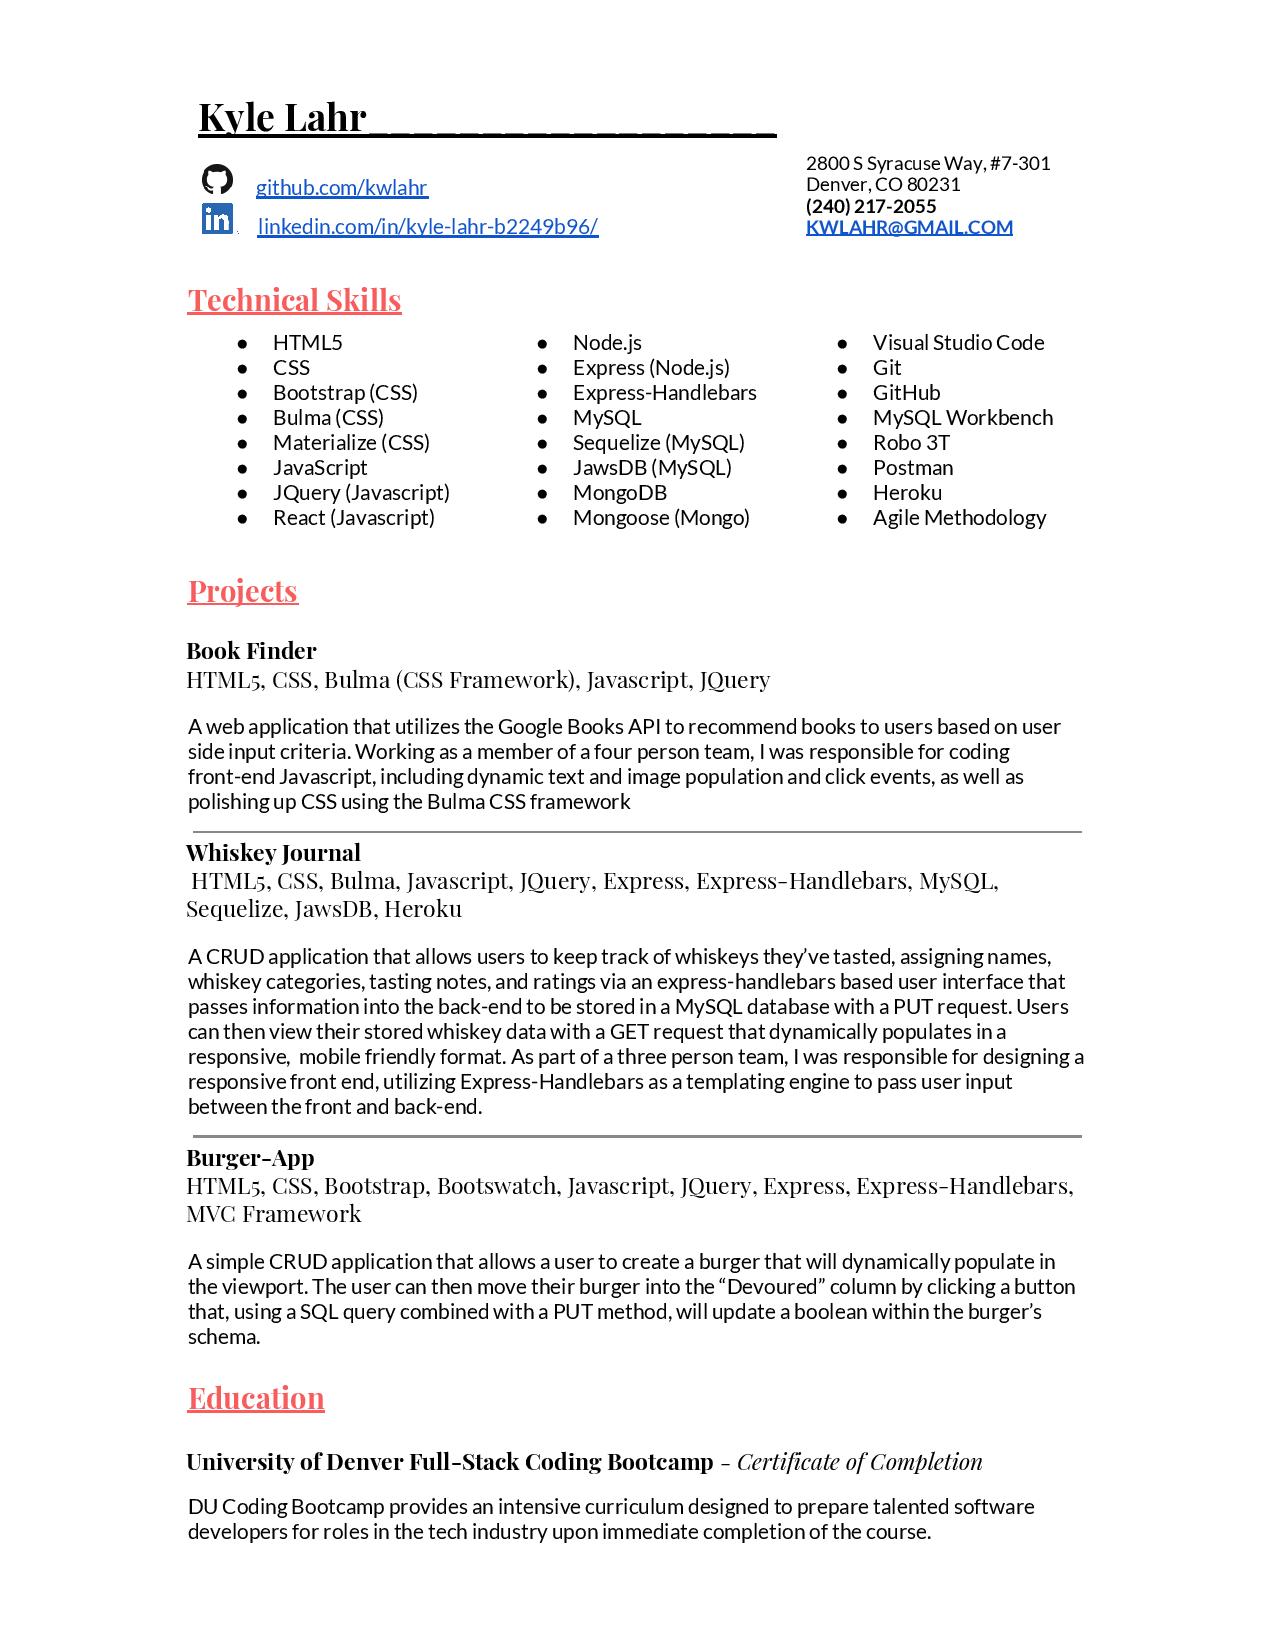 Kyle Lahr__________________
github.com/kwlahr
linkedin.com/in/kyle-lahr-b2249b96/
2800 S Syracuse Way, #7-301
Denver, CO 80231
(240) 217-2055
KWLAHR@GMAIL.COM
Technical Skills
● HTML5
● CSS
● Bootstrap (CSS)
● Bulma (CSS)
● Materialize (CSS)
● JavaScript
● JQuery (Javascript)
● React (Javascript)
● Node.js
● Express (Node.js)
● Express-Handlebars
● MySQL
● Sequelize (MySQL)
● JawsDB (MySQL)
● MongoDB
● Mongoose (Mongo)
● Visual Studio Code
● Git
● GitHub
● MySQL Workbench
● Robo 3T
● Postman
● Heroku
● Agile Methodology
Projects
Book Finder
HTML5, CSS, Bulma (CSS Framework), Javascript, JQuery
A web application that utilizes the Google Books API to recommend books to users based on user
side input criteria. Working as a member of a four person team, I was responsible for coding
front-end Javascript, including dynamic text and image population and click events, as well as
polishing up CSS using the Bulma CSS framework
Whiskey Journal
HTML5, CSS, Bulma, Javascript, JQuery, Express, Express-Handlebars, MySQL,
Sequelize, JawsDB, Heroku
A CRUD application that allows users to keep track of whiskeys they’ve tasted, assigning names,
whiskey categories, tasting notes, and ratings via an express-handlebars based user interface that
passes information into the back-end to be stored in a MySQL database with a PUT request. Users
can then view their stored whiskey data with a GET request that dynamically populates in a
responsive,  mobile friendly format. As part of a three person team, I was responsible for designing a
responsive front end, utilizing Express-Handlebars as a templating engine to pass user input
between the front and back-end.
Burger-App
HTML5, CSS, Bootstrap, Bootswatch, Javascript, JQuery, Express, Express-Handlebars,
MVC Framework
A simple CRUD application that allows a user to create a burger that will dynamically populate in
the viewport. The user can then move their burger into the “Devoured” column by clicking a button
that, using a SQL query combined with a PUT method, will update a boolean within the burger’s
schema.
Education
University of Denver Full-Stack Coding Bootcamp - Certificate of Completion
DU Coding Bootcamp provides an intensive curriculum designed to prepare talented software
developers for roles in the tech industry upon immediate completion of the course.